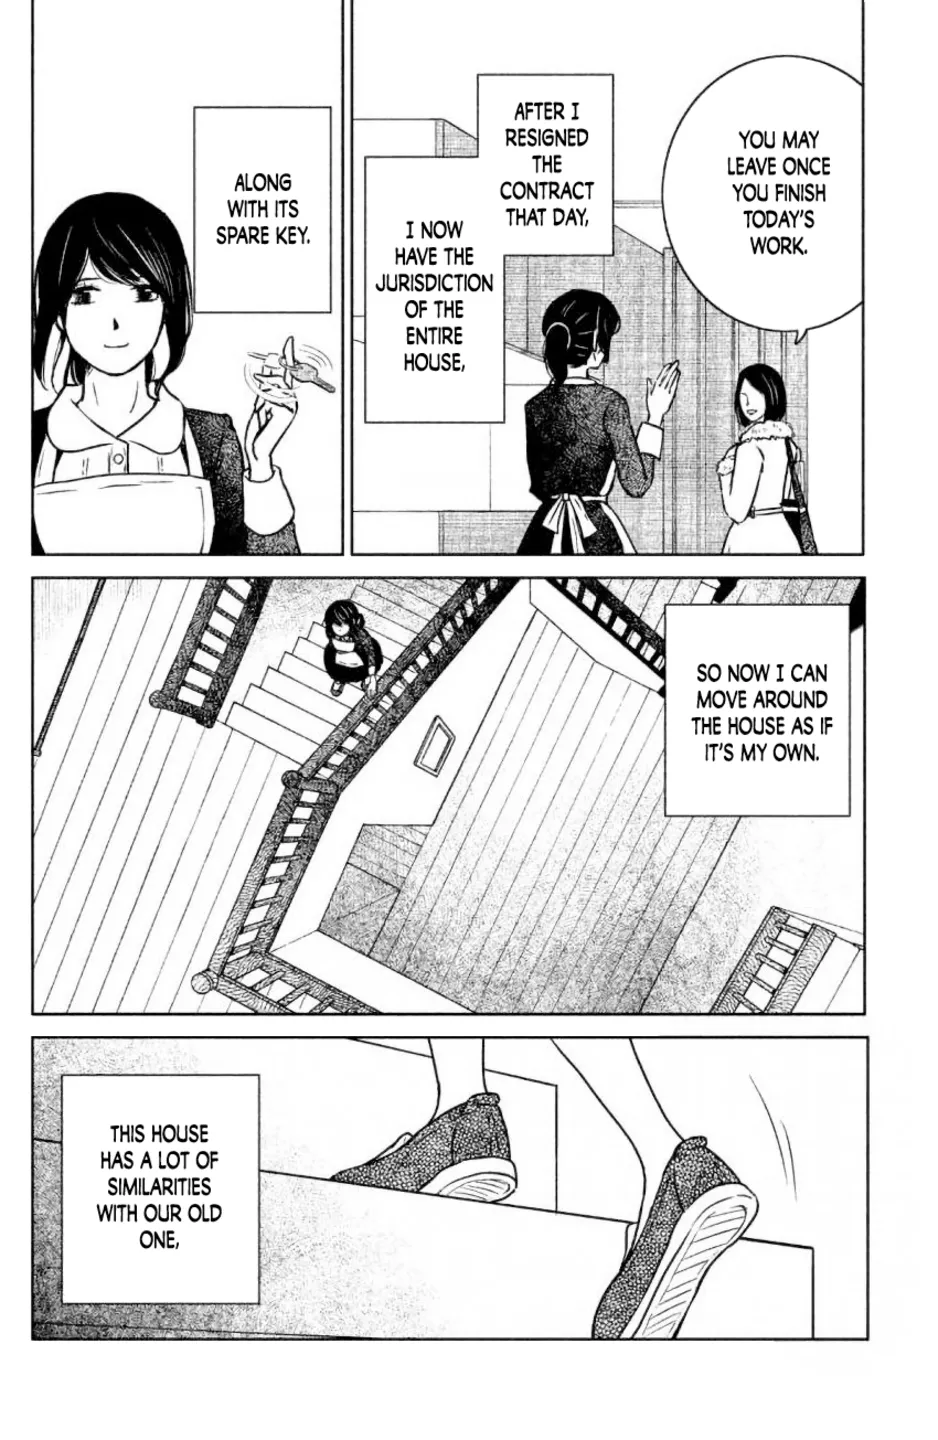 YOU MAY
LEAVE ONCE
YOU FINISH
TODAY'S
WORK.
AFTER I
RESIGNED
THE
CONTRACT
THAT DAY,
I NOW
HAVE THE
JURISDICTION
OF THE
ENTIRE
HOUSE,
ALONG
WITH ITS
SPARE KEY.
SO NOW I CAN
MOVE AROUND
THE HOUSE AS IF
IT'S MY OWN.
THIS HOUSE
HAS A LOT OF
SIMILARITIES
WITH OUR OLD
ONE,